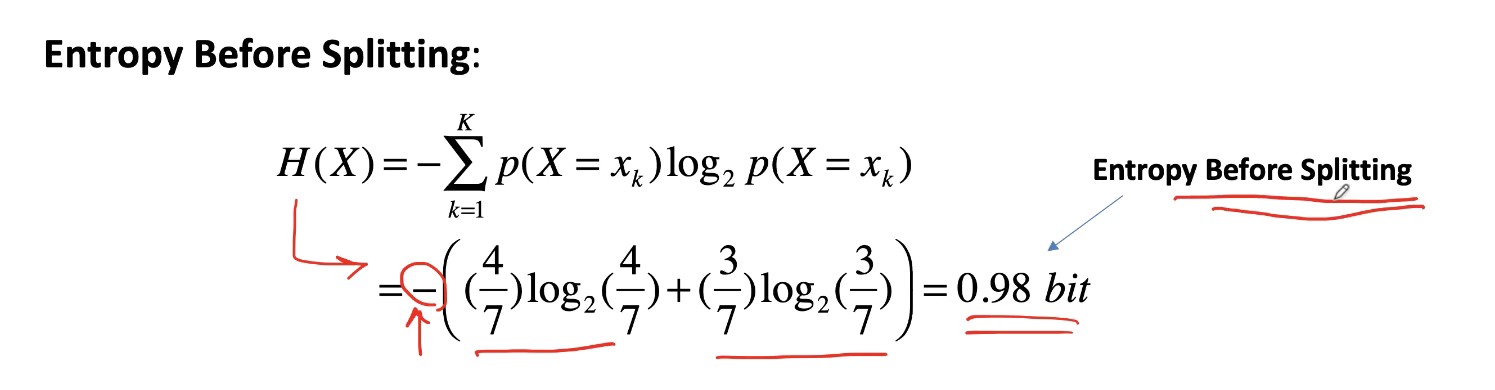 Entropy Before Splitting:
H(X) = −∑_{k=1}^{K} p(X = x_k) log₂ p(X = x_k)
Entropy Before Splitting
= −((4/7) log₂(4/7) + (3/7) log₂(3/7)) = 0.98 bit